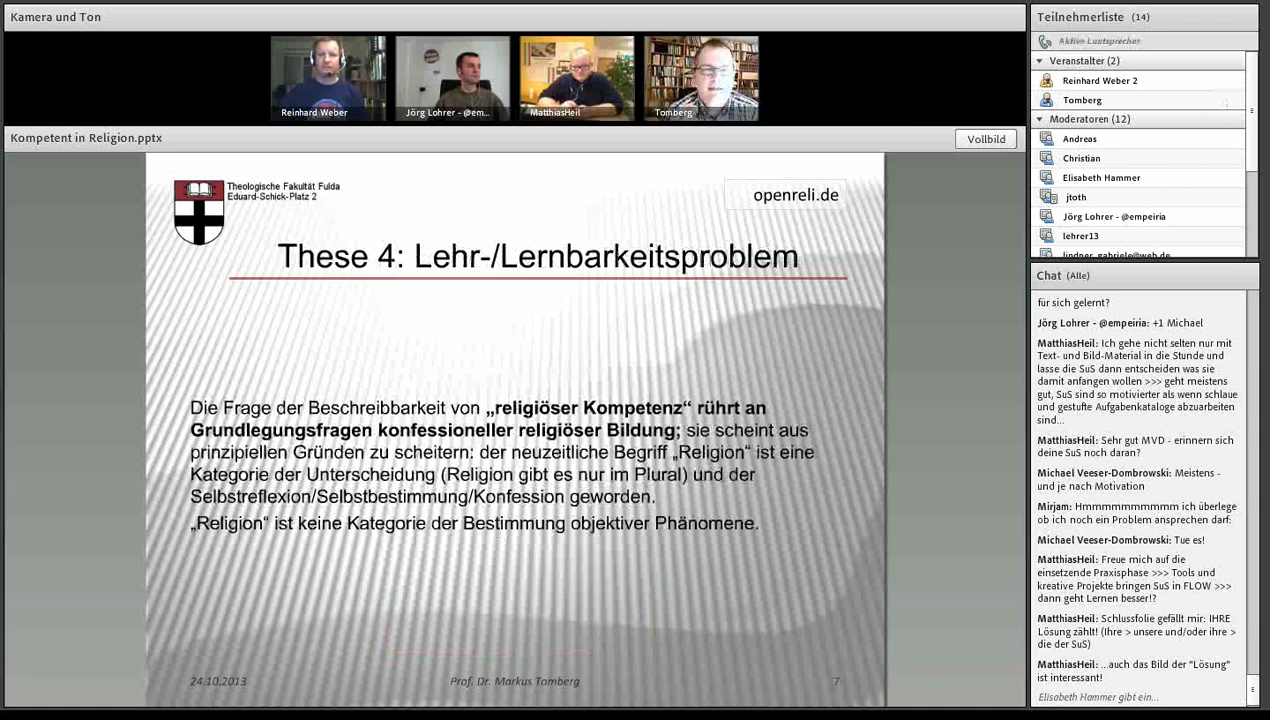 Kamera und Ton
Reinhard Weber
Jörg Lohrer - @em...
MatthiasHeil
Tomberg
Kompetent in Religion.pptx
Vollbild
Theologische Fakultät Fulda
Eduard-Schick-Platz 2
openreli.de
These 4: Lehr-/Lernbarkeitsproblem
Die Frage der Beschreibbarkeit von „religiöser Kompetenz“ rührt an
Grundlegungsfragen konfessioneller religiöser Bildung; sie scheint aus
prinzipiellen Gründen zu scheitern: der neuzeitliche Begriff „Religion“ ist eine
Kategorie der Unterscheidung (Religion gibt es nur im Plural) und der
Selbstreflexion/Selbstbestimmung/Konfession geworden.
„Religion“ ist keine Kategorie der Bestimmung objektiver Phänomene.
24.10.2013
Prof. Dr. Markus Tomberg
7
Teilnehmerliste (14)
Aktive Lautsprecher
Veranstalter (2)
Reinhard Weber 2
Tomberg
Moderatoren (12)
Andreas
Christian
Elisabeth Hammer
jtoth
Jörg Lohrer - @empeiria
lehrer13
lindner_gabriele@web.de
Chat (Alle)
für sich gelernt?
Jörg Lohrer - @empeiria: +1 Michael
MatthiasHeil: Ich gehe nicht selten nur mit
Text- und Bild-Material in die Stunde und
lasse die SuS dann entscheiden was sie
damit anfangen wollen >>> geht meistens
gut, SuS sind so motivierter als wenn schlaue
und gestufte Aufgabenkataloge abzuarbeiten
sind...
MatthiasHeil: Sehr gut MVD - erinnern sich
deine SuS noch daran?
Michael Veeser-Dombrowski: Meistens -
und je nach Motivation
Mirjam: Hmmmmmmmmmm ich überlege
ob ich noch ein Problem ansprechen darf:
Michael Veeser-Dombrowski: Tue es!
MatthiasHeil: Freue mich auf die
einsetzende Praxisphase >>> Tools und
kreative Projekte bringen SuS in FLOW >>>
dann geht Lernen besser!?
MatthiasHeil: Schlussfolie gefällt mir: IHRE
Lösung zählt! (Ihre > unsere und/oder ihre >
die der SuS)
MatthiasHeil: ...auch das Bild der "Lösung"
ist interessant!
Elisabeth Hammer gibt ein...